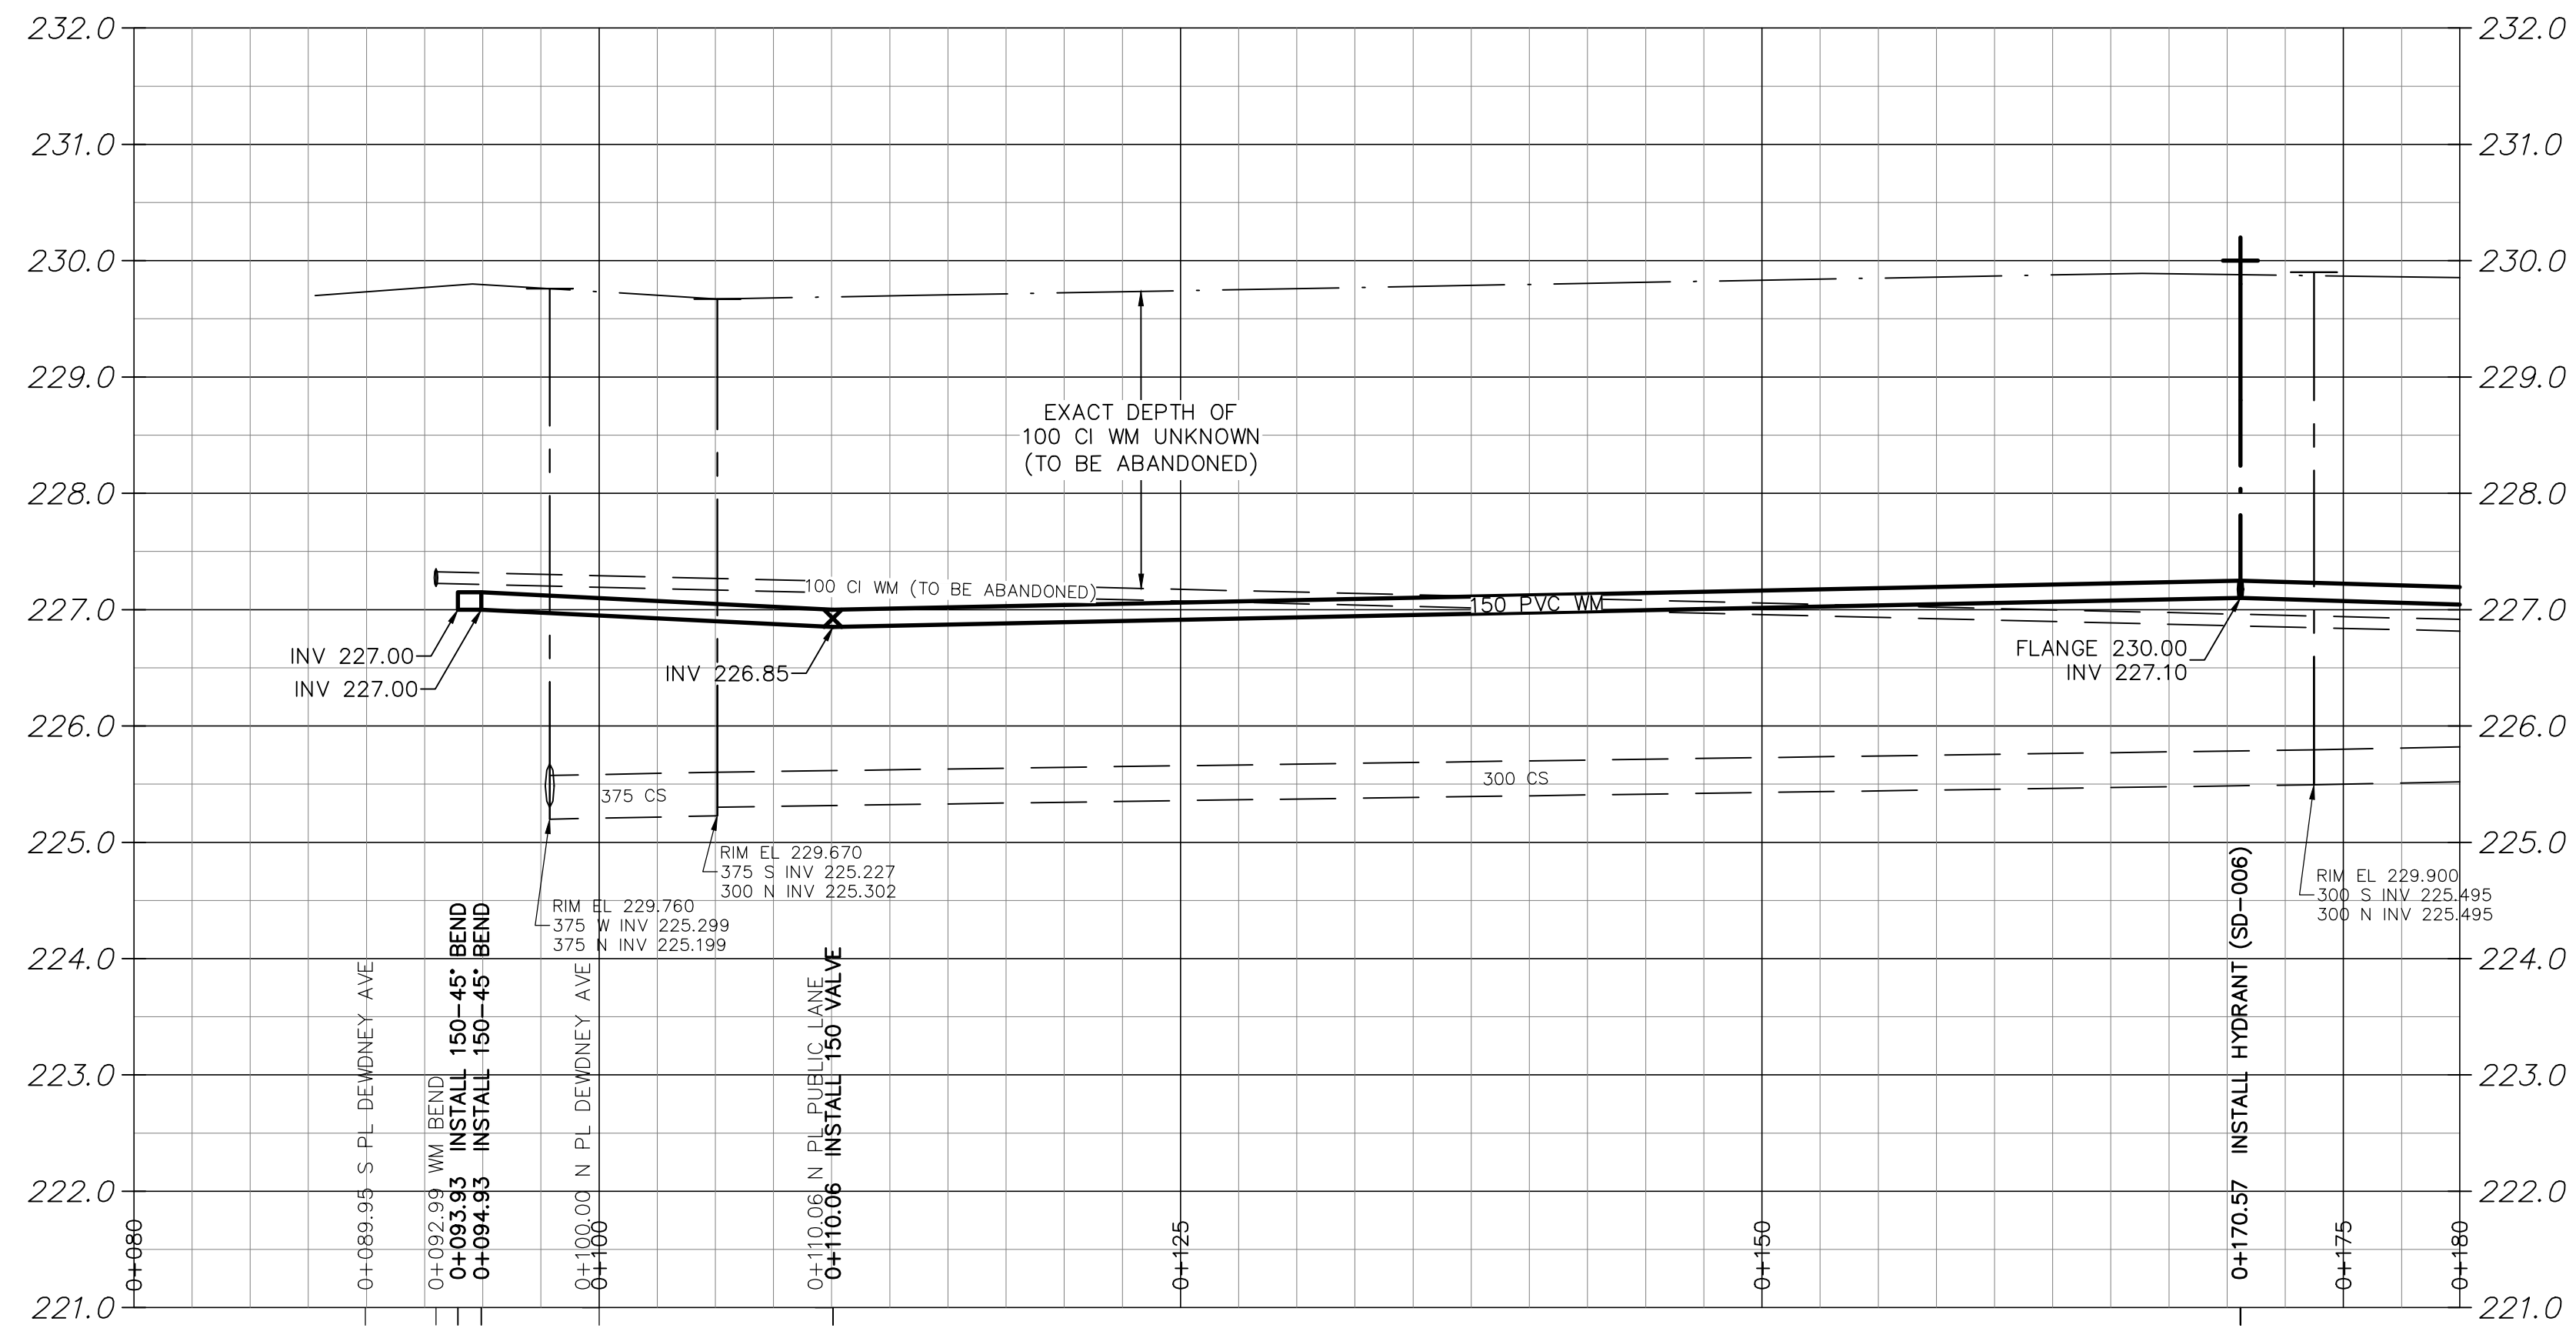 232.0 232.0
231.0 231.0
230.0 230.0
229.0 229.0
EXACT DEPTH OF
100 CI WM UNKNOWN
(TO BE ABANDONED)
228.0 228.0
100 CI WM (TO BE ABANDONED)
150 PVC WM
227.0 227.0
INV 227.00
INV 227.00
INV 226.85
FLANGE 230.00
INV 227.10
226.0 226.0
375 CS
300 CS
225.0 225.0
RIM EL 229.760
375 W INV 225.299
375 N INV 225.199
RIM EL 229.670
375 S INV 225.227
300 N INV 225.302
RIM EL 229.900
300 S INV 225.495
300 N INV 225.495
224.0 224.0
223.0 223.0
222.0 222.0
221.0 221.0
0+080
0+089.95 S PL DEWDNEY AVE
0+092.99 WM BEND
0+093.93 INSTALL 150-45° BEND
0+094.93 INSTALL 150-45° BEND
0+100.00 N PL DEWDNEY AVE
0+100
0+110.06 N PL PUBLIC LANE
0+110.06 INSTALL 150 VALVE
0+125
0+150
0+170.57 INSTALL HYDRANT (SD-006)
0+175
0+180